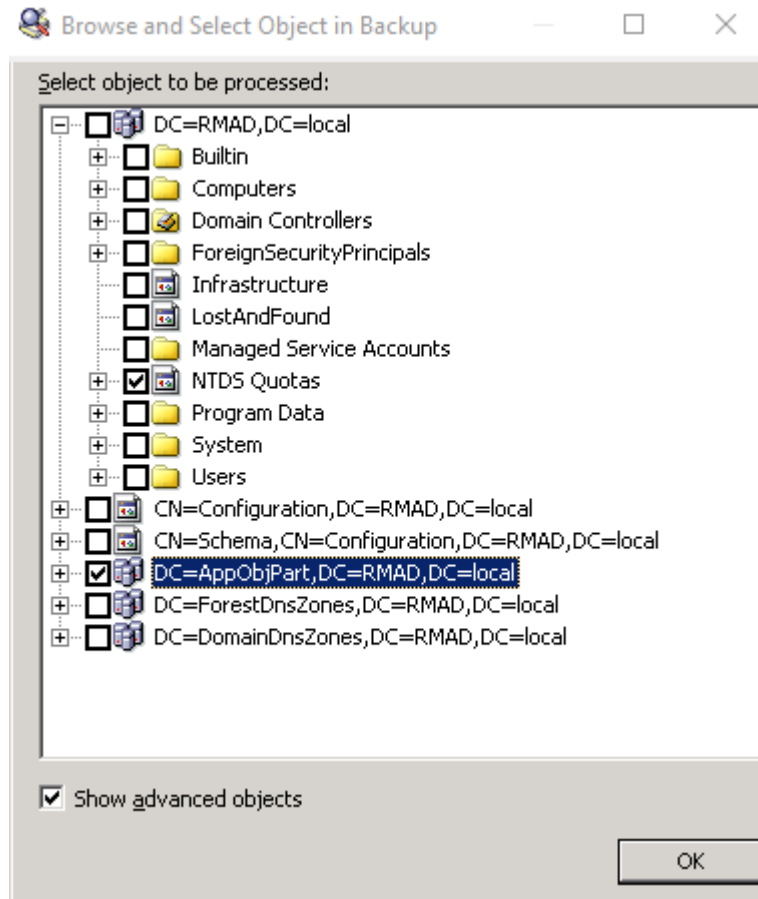 Browse and Select Object in Backup
Select object to be processed:
DC=RMAD,DC=local
Builtin
Computers
Domain Controllers
ForeignSecurityPrincipals
Infrastructure
LostAndFound
Managed Service Accounts
NTDS Quotas
Program Data
System
Users
CN=Configuration,DC=RMAD,DC=local
CN=Schema,CN=Configuration,DC=RMAD,DC=local
DC=AppObjPart,DC=RMAD,DC=local
DC=ForestDnsZones,DC=RMAD,DC=local
DC=DomainDnsZones,DC=RMAD,DC=local
Show advanced objects
OK